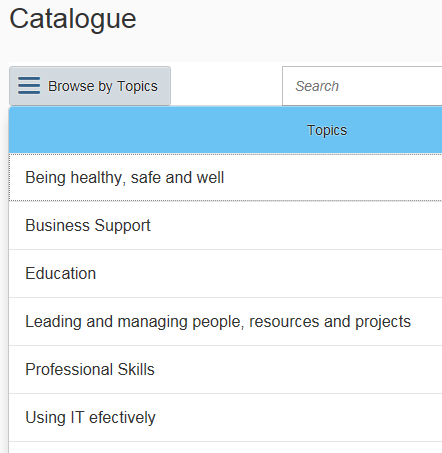 Catalogue
Browse by Topics
Search
Topics
Being healthy, safe and well
Business Support
Education
Leading and managing people, resources and projects
Professional Skills
Using IT efectively